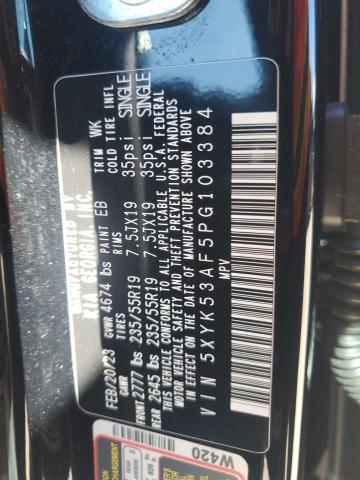 MANUFACTURED BY
KIA GEORGIA, INC.
FEB/20/23 GVWR 4674 lbs PAINT EB TRIM WK
GAWR TIRES RIMS COLD TIRE INFL
FRONT 2777 lbs 235/55R19 7.5JX19 35psi SINGLE
REAR 2645 lbs 235/55R19 7.5JX19 35psi SINGLE
THIS VEHICLE CONFORMS TO ALL APPLICABLE U.S.A. FEDERAL
MOTOR VEHICLE SAFETY AND THEFT PREVENTION STANDARDS
IN EFFECT ON THE DATE OF MANUFACTURE SHOWN ABOVE.
VIN 5XYK53AF5PG103384
MPV
W420